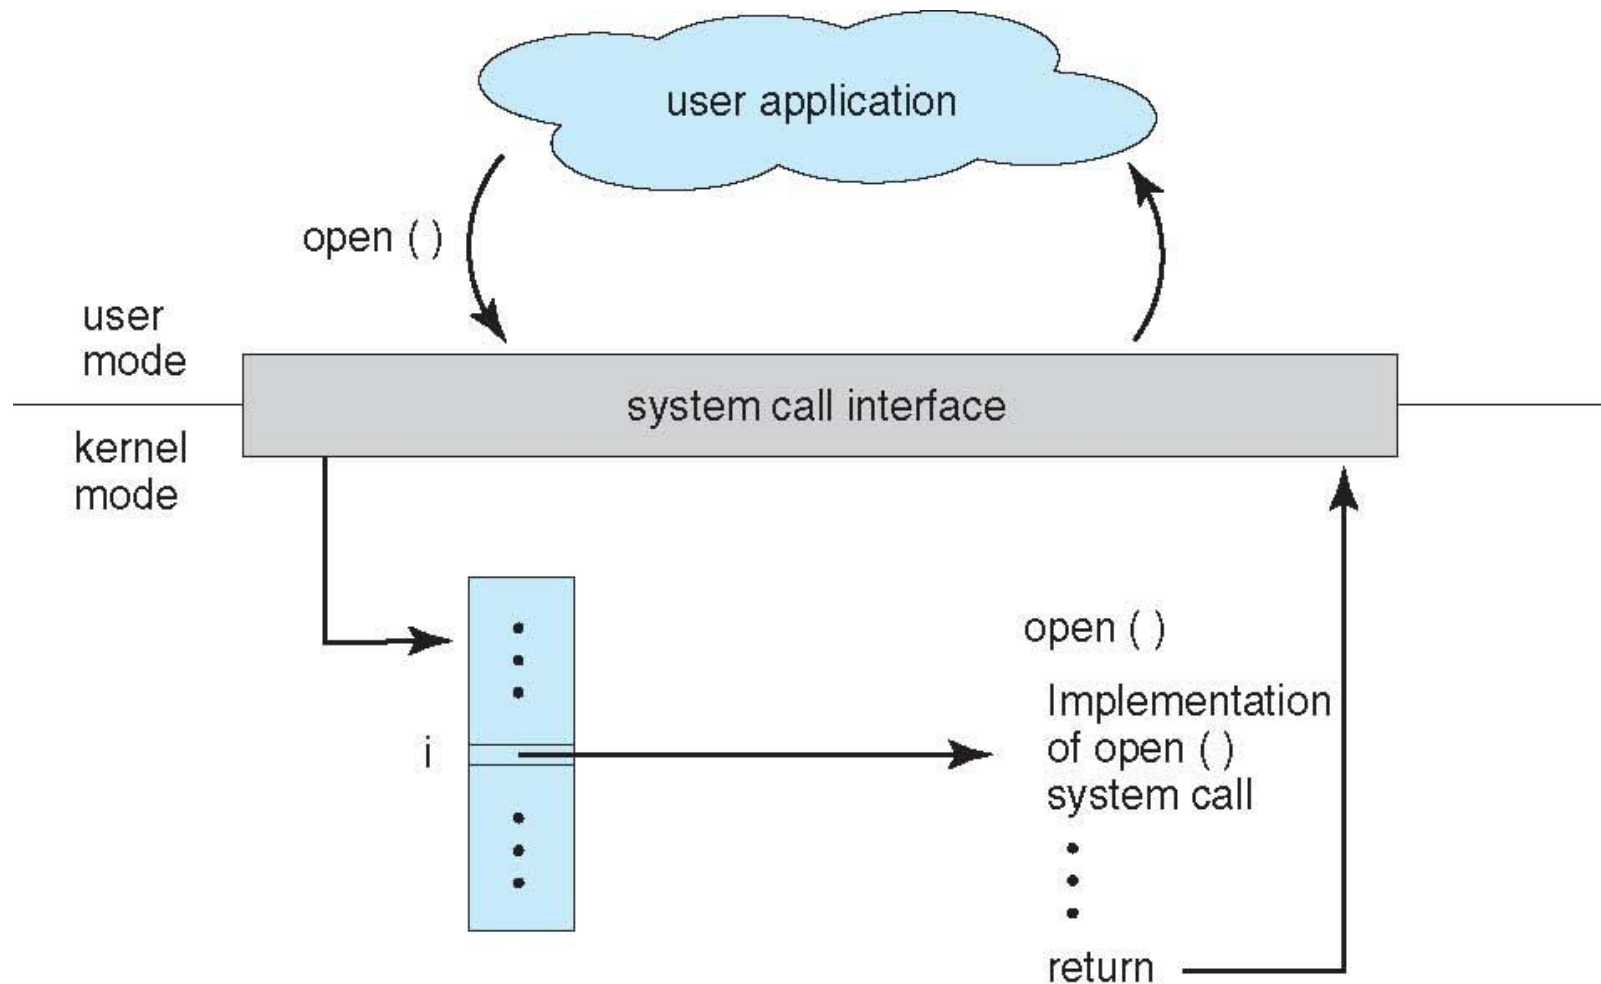 user application
open ( )
user
mode
system call interface
kernel
mode
open ( )
Implementation
of open ( )
system call
i
return